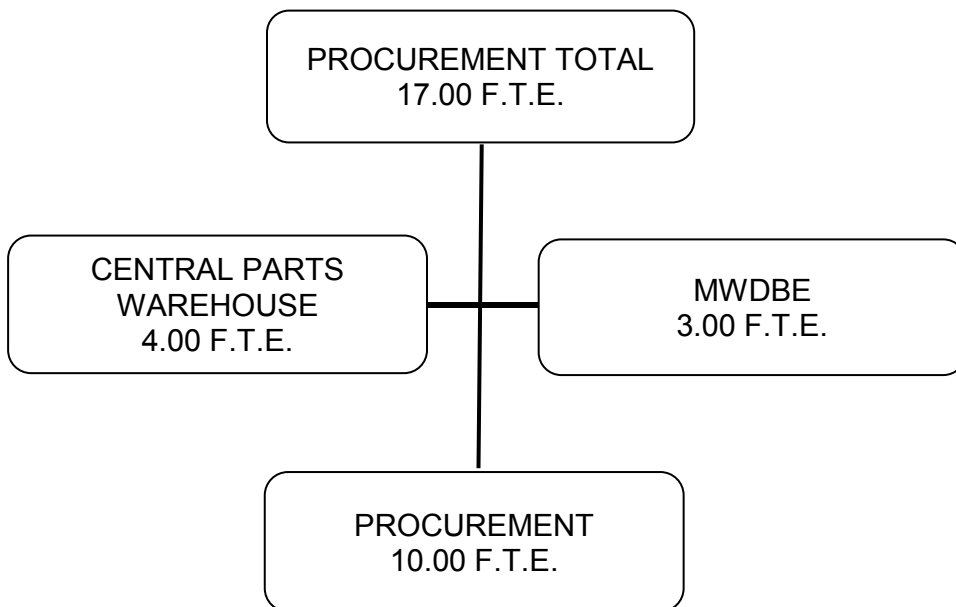 PROCUREMENT TOTAL
17.00 F.T.E.
CENTRAL PARTS
WAREHOUSE
4.00 F.T.E.
MWDBE
3.00 F.T.E.
PROCUREMENT
10.00 F.T.E.